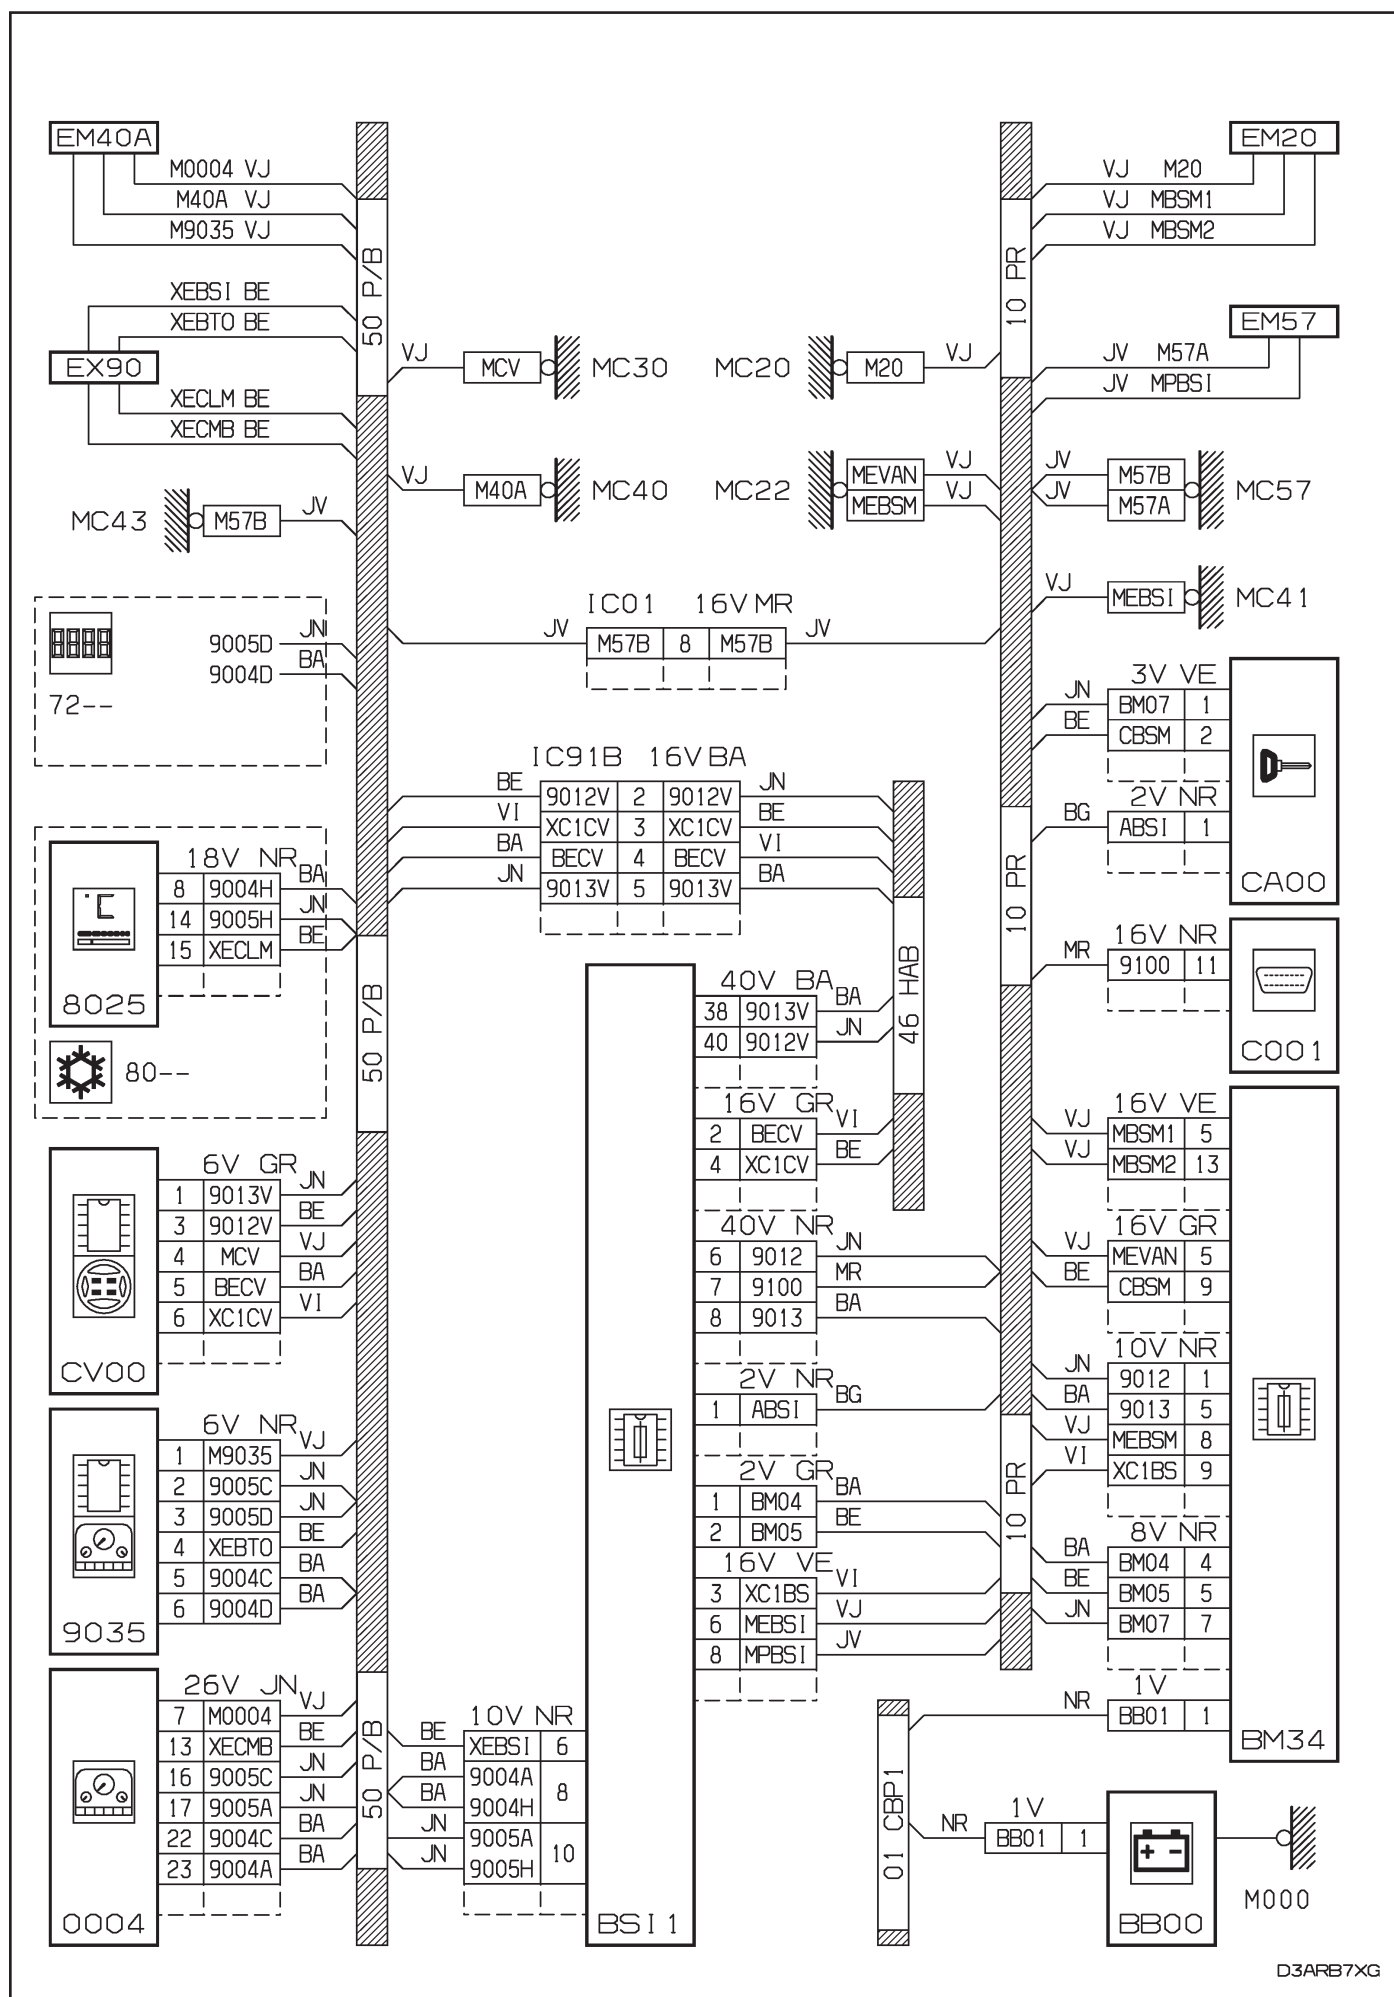 EM40A
M0004 VJ
M40A VJ
M9035 VJ
XEBSI BE
XEBTO BE
EX90
XECLM BE
XECMB BE
MC43 M57B JV
50 P/B
VJ MCV MC30
VJ M40A MC40
MC20 M20 VJ
MC22 MEVAN VJ
MEBSM VJ
10 PR
EM20
VJ M20
VJ MBSM1
VJ MBSM2
EM57
JV M57A
JV MPBSI
JV M57B MC57
JV M57A
VJ MEBSI MC41
9005D JN
9004D BA
72--
IC01 16V MR
JV M57B 8 M57B JV
IC91B 16V BA
BE 9012V 2 9012V JN
VI XC1CV 3 XC1CV BE
BA BECV 4 BECV VI
JN 9013V 5 9013V BA
46 HAB
3V VE
JN BM07 1
BE CBSM 2
2V NR
BG ABSI 1
CA00
10 PR
16V NR
MR 9100 11
C001
18V NR
8 9004H BA
14 9005H JN
15 XECLM BE
°C
8025
80--
50 P/B
6V GR
1 9013V JN
3 9012V BE
4 MCV VJ
5 BECV BA
6 XC1CV VI
CV00
6V NR
1 M9035 VJ
2 9005C JN
3 9005D JN
4 XEBTO BE
5 9004C BA
6 9004D BA
9035
26V JN
7 M0004 VJ
13 XECMB BE
16 9005C JN
17 9005A JN
22 9004C BA
23 9004A BA
0004
50 P/B
10V NR
BE XEBSI 6
BA 9004A 8
BA 9004H
JN 9005A 10
JN 9005H
BSI1
40V BA
38 9013V BA
40 9012V JN
16V GR
2 BECV VI
4 XC1CV BE
40V NR
6 9012 JN
7 9100 MR
8 9013 BA
2V NR
1 ABSI BG
2V GR
1 BM04 BA
2 BM05 BE
16V VE
3 XC1BS VI
6 MEBSI VJ
8 MPBSI JV
10 PR
16V VE
VJ MBSM1 5
VJ MBSM2 13
16V GR
VJ MEVAN 5
BE CBSM 9
10V NR
JN 9012 1
BA 9013 5
VJ MEBSM 8
VI XC1BS 9
8V NR
BA BM04 4
BE BM05 5
JN BM07 7
1V
NR BB01 1
BM34
01 CBP1
1V
NR BB01 1
+ -
BB00
M000
D3ARB7XG